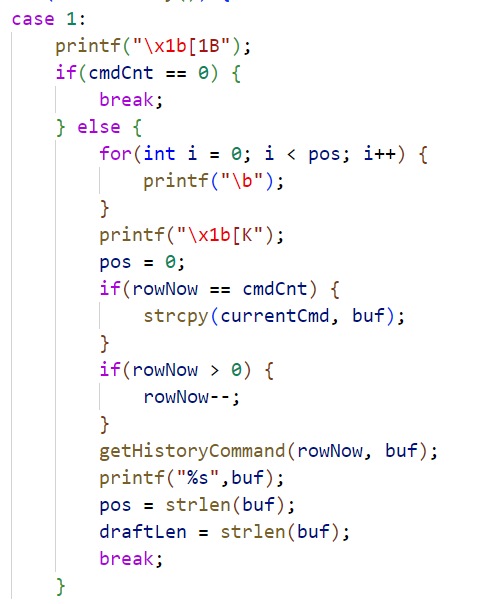 case 1:
    printf("\x1b[1B");
    if(cmdCnt == 0) {
        break;
    } else {
        for(int i = 0; i < pos; i++) {
            printf("\b");
        }
        printf("\x1b[K");
        pos = 0;
        if(rowNow == cmdCnt) {
            strcpy(currentCmd, buf);
        }
        if(rowNow > 0) {
            rowNow--;
        }
        getHistoryCommand(rowNow, buf);
        printf("%s",buf);
        pos = strlen(buf);
        draftLen = strlen(buf);
        break;
    }